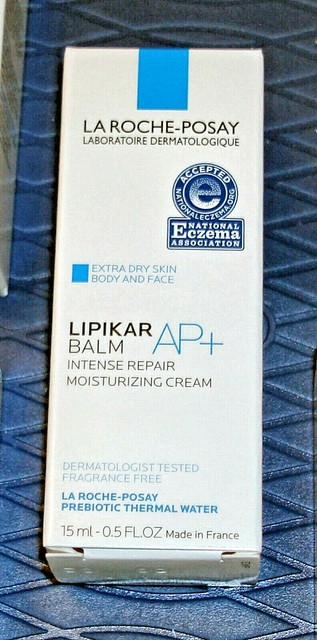 LA ROCHE-POSAY
LABORATOIRE DERMATOLOGIQUE
ACCEPTED
NATIONALECZEMA.ORG
e
NATIONAL
Eczema
ASSOCIATION
EXTRA DRY SKIN
BODY AND FACE
LIPIKAR
BALM AP+
INTENSE REPAIR
MOISTURIZING CREAM
DERMATOLOGIST TESTED
FRAGRANCE FREE
LA ROCHE-POSAY
PREBIOTIC THERMAL WATER
15 ml - 0.5 FL.OZ Made in France